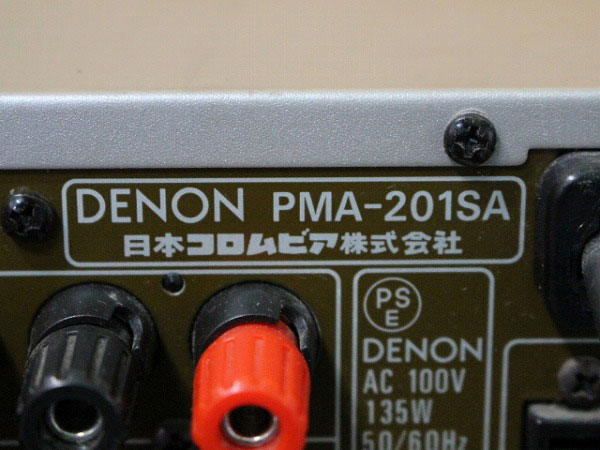 DENON PMA-201SA
日本コロムビア株式会社
PS
E
DENON
AC 100V
135W
50/60Hz